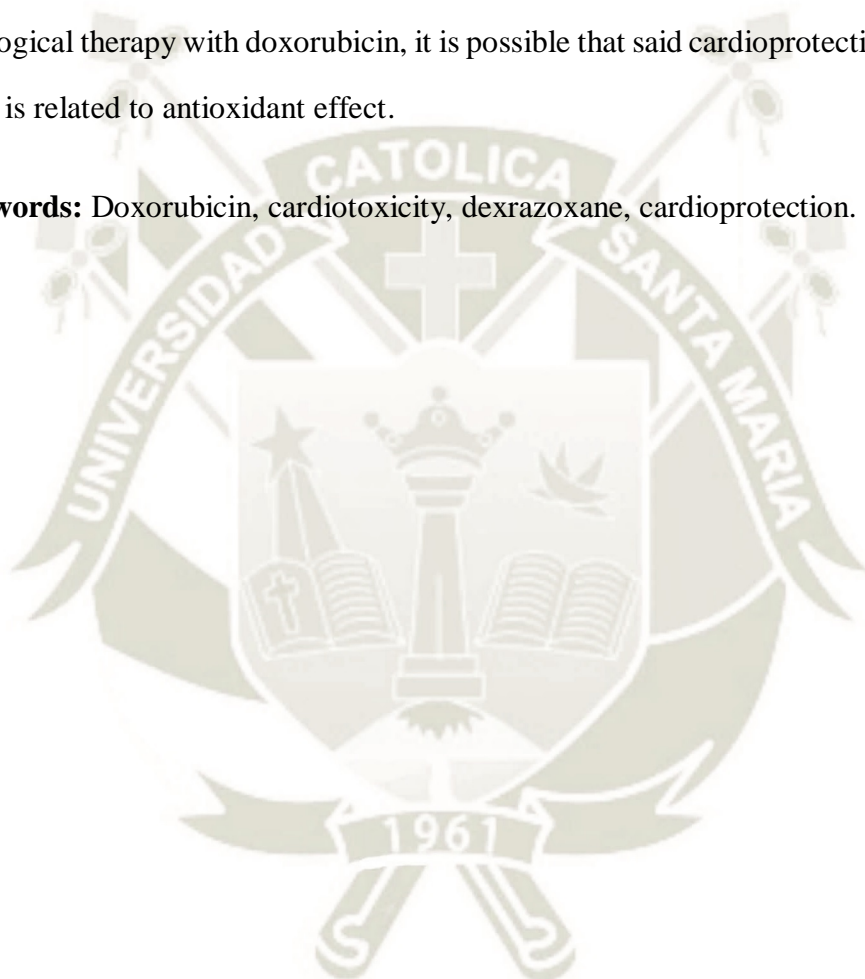 ogical therapy with doxorubicin, it is possible that said cardioprotecti
is related to antioxidant effect.
words: Doxorubicin, cardiotoxicity, dexrazoxane, cardioprotection.
UNIVERSIDAD CATOLICA SANTA MARIA
1961